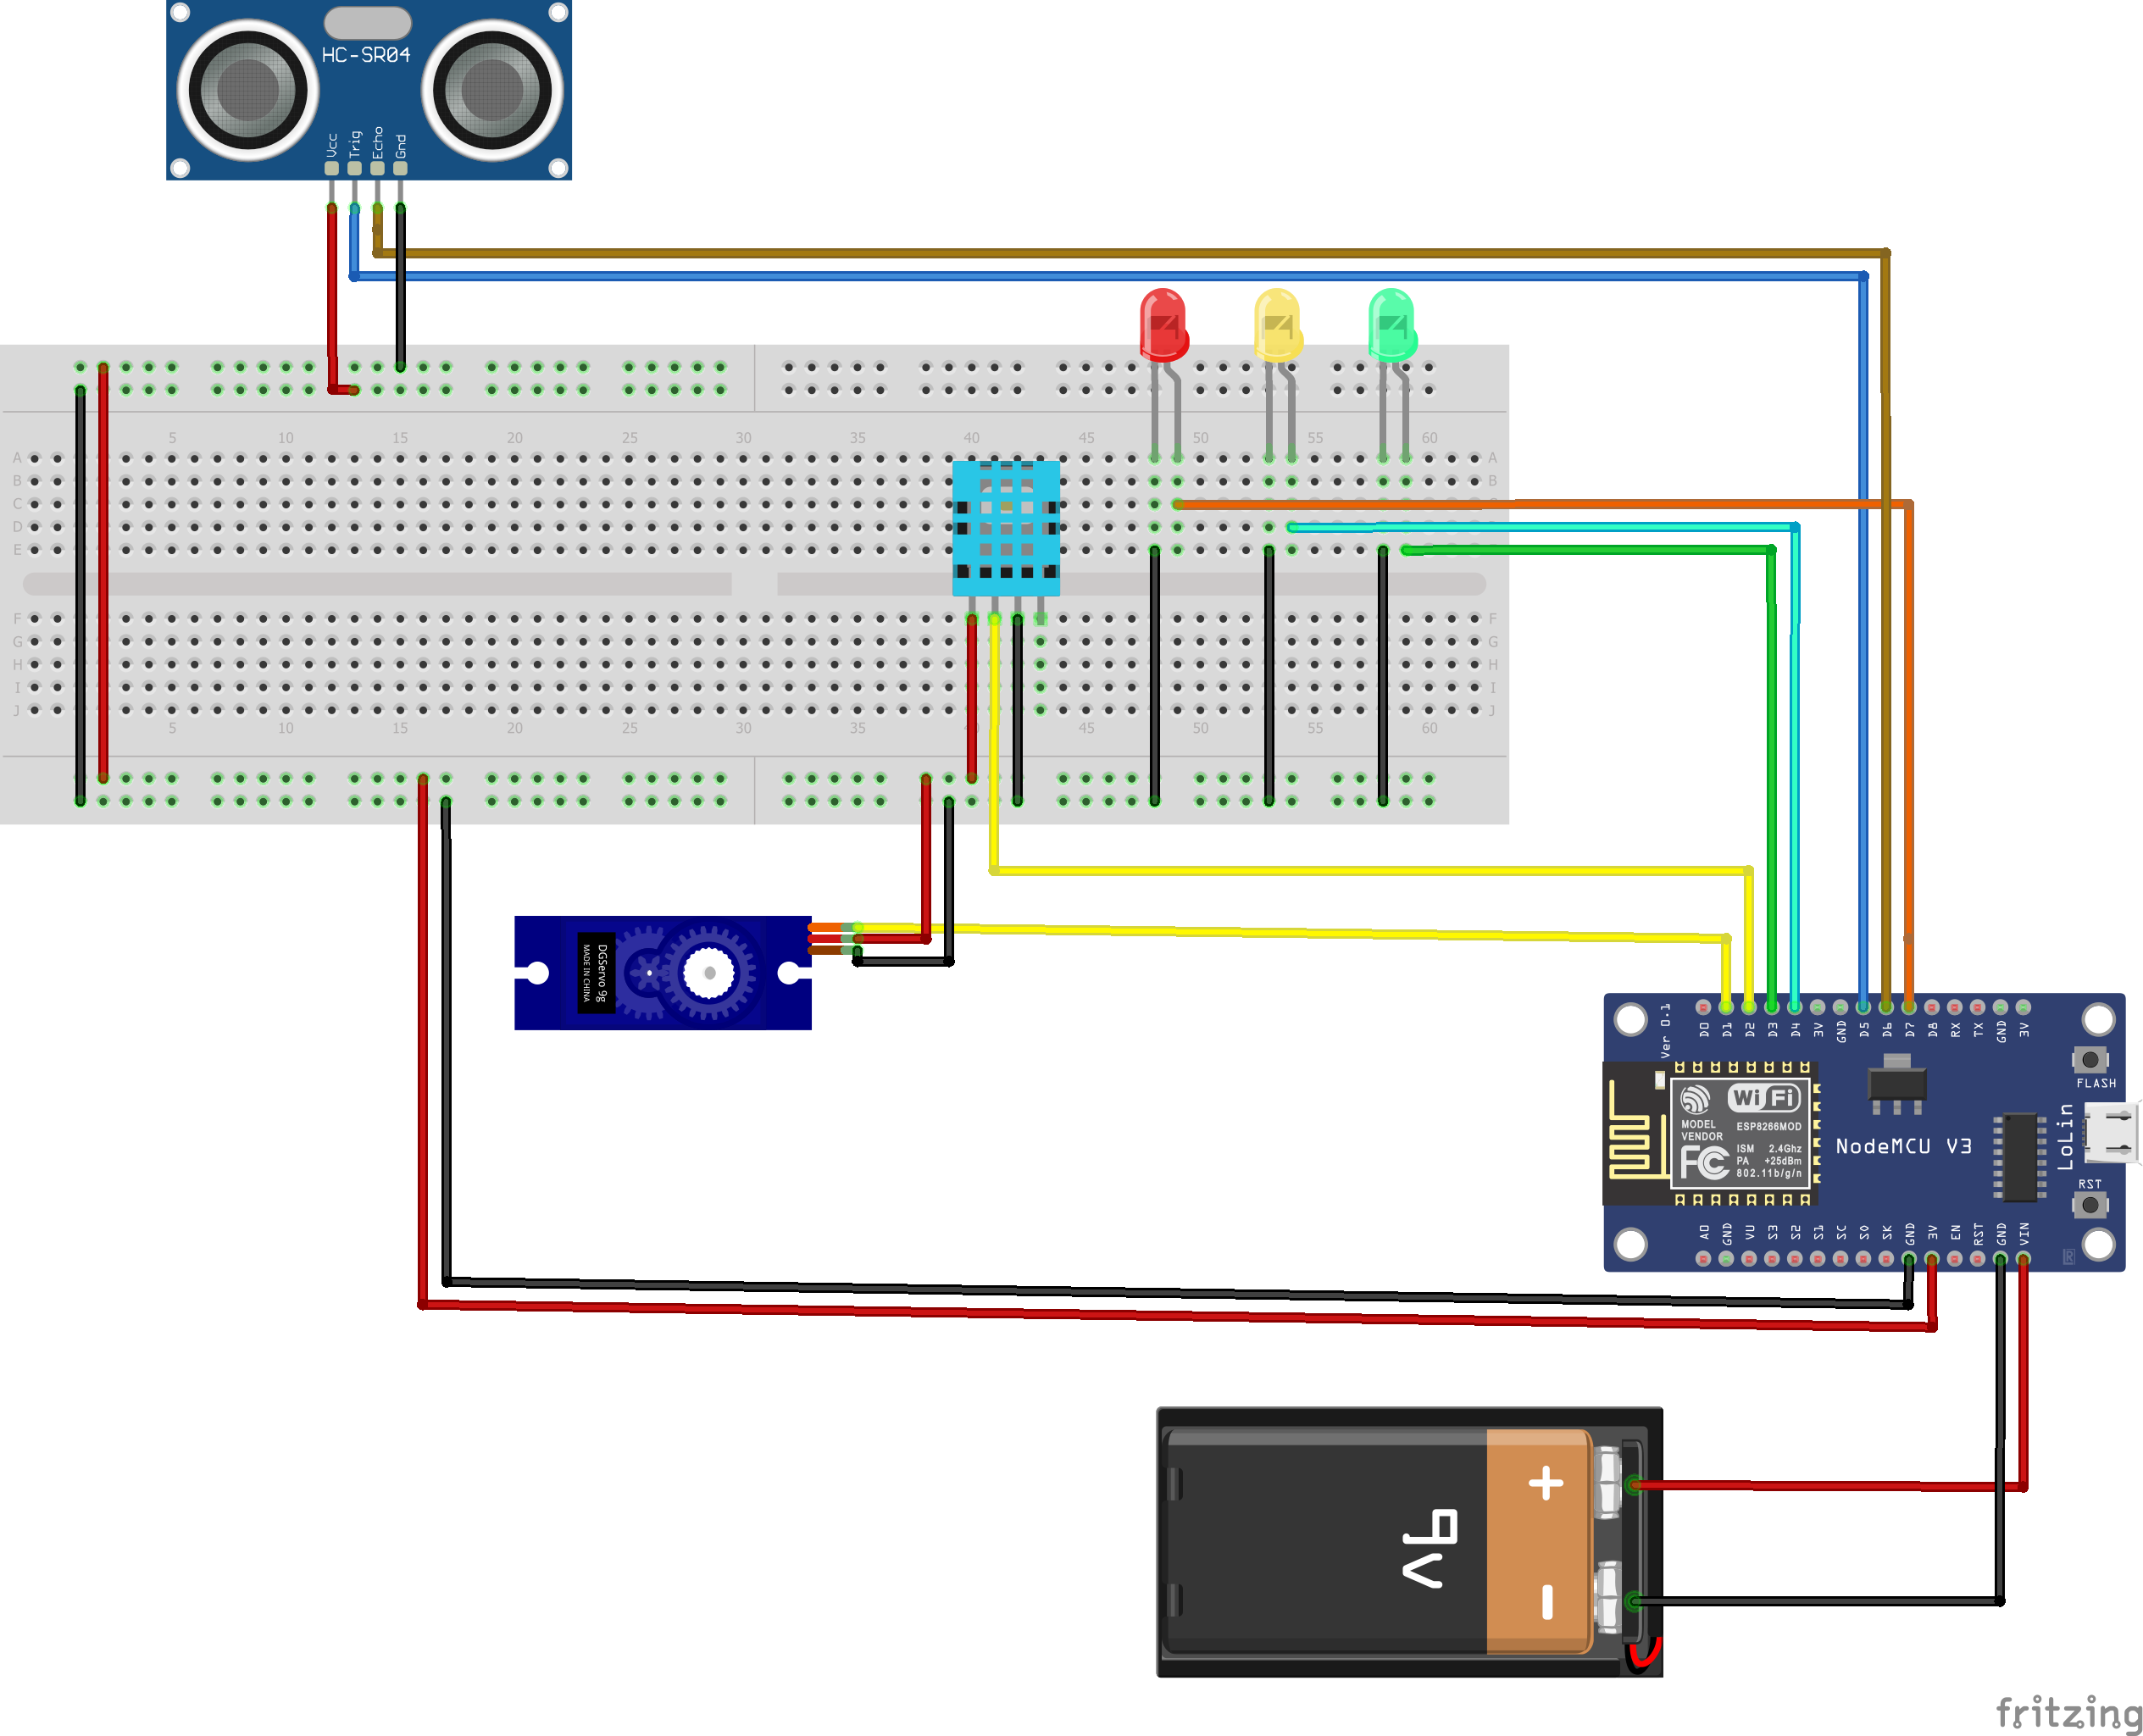 HC-SR04
Vcc
Trig
Echo
Gnd
5 10 15 20 25 30 35 40 45 50 55 60
A A
B B
C
D
E
F F
G G
H H
I I
J J
5 10 15 20 25 30 35 40 45 50 55 60
DGServo 9g
MADE IN CHINA
Ver 0.1
D0 D1 D2 D3 D4 3V GND D5 D6 D7 D8 RX TX GND 3V
FLASH
WiFi
MODEL
VENDOR
ESP8266MOD
FC
ISM 2.4Ghz
PA +25dBm
802.11b/g/n
NodeMCU V3
LoLin
RST
A0 GND VU S3 S2 S1 SC S0 SK GND 3V EN RST GND VIN
R
+
9V
-
fritzing